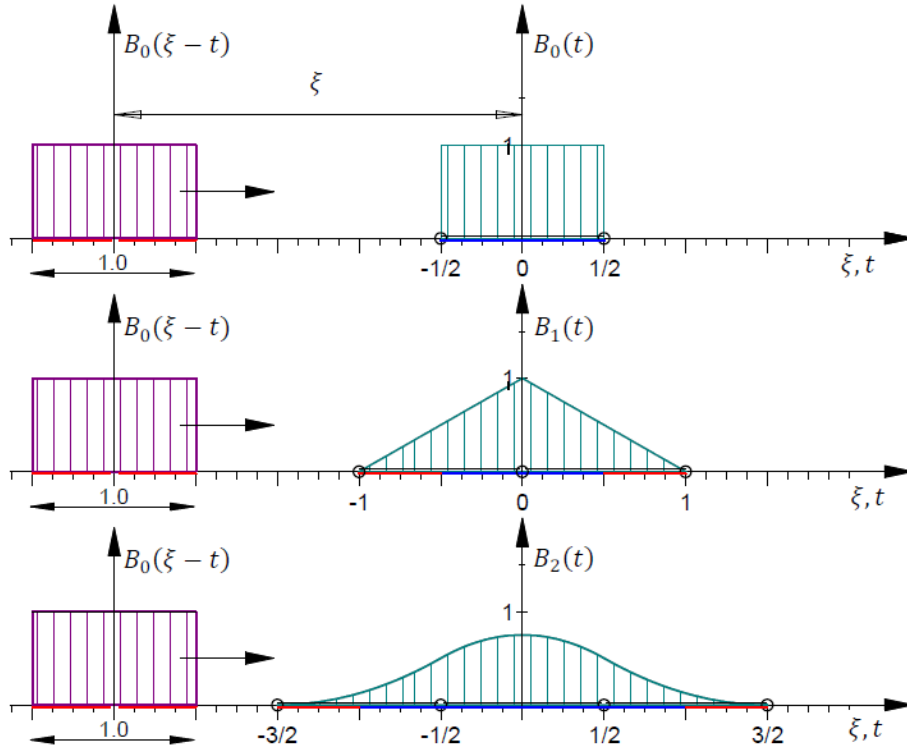 B₀(ξ − t) B₀(t)
ξ
1
1.0 -1/2 0 1/2 ξ, t
B₀(ξ − t) B₁(t)
1
1.0 -1 0 1 ξ, t
B₀(ξ − t) B₂(t)
1
1.0 -3/2 -1/2 1/2 3/2 ξ, t